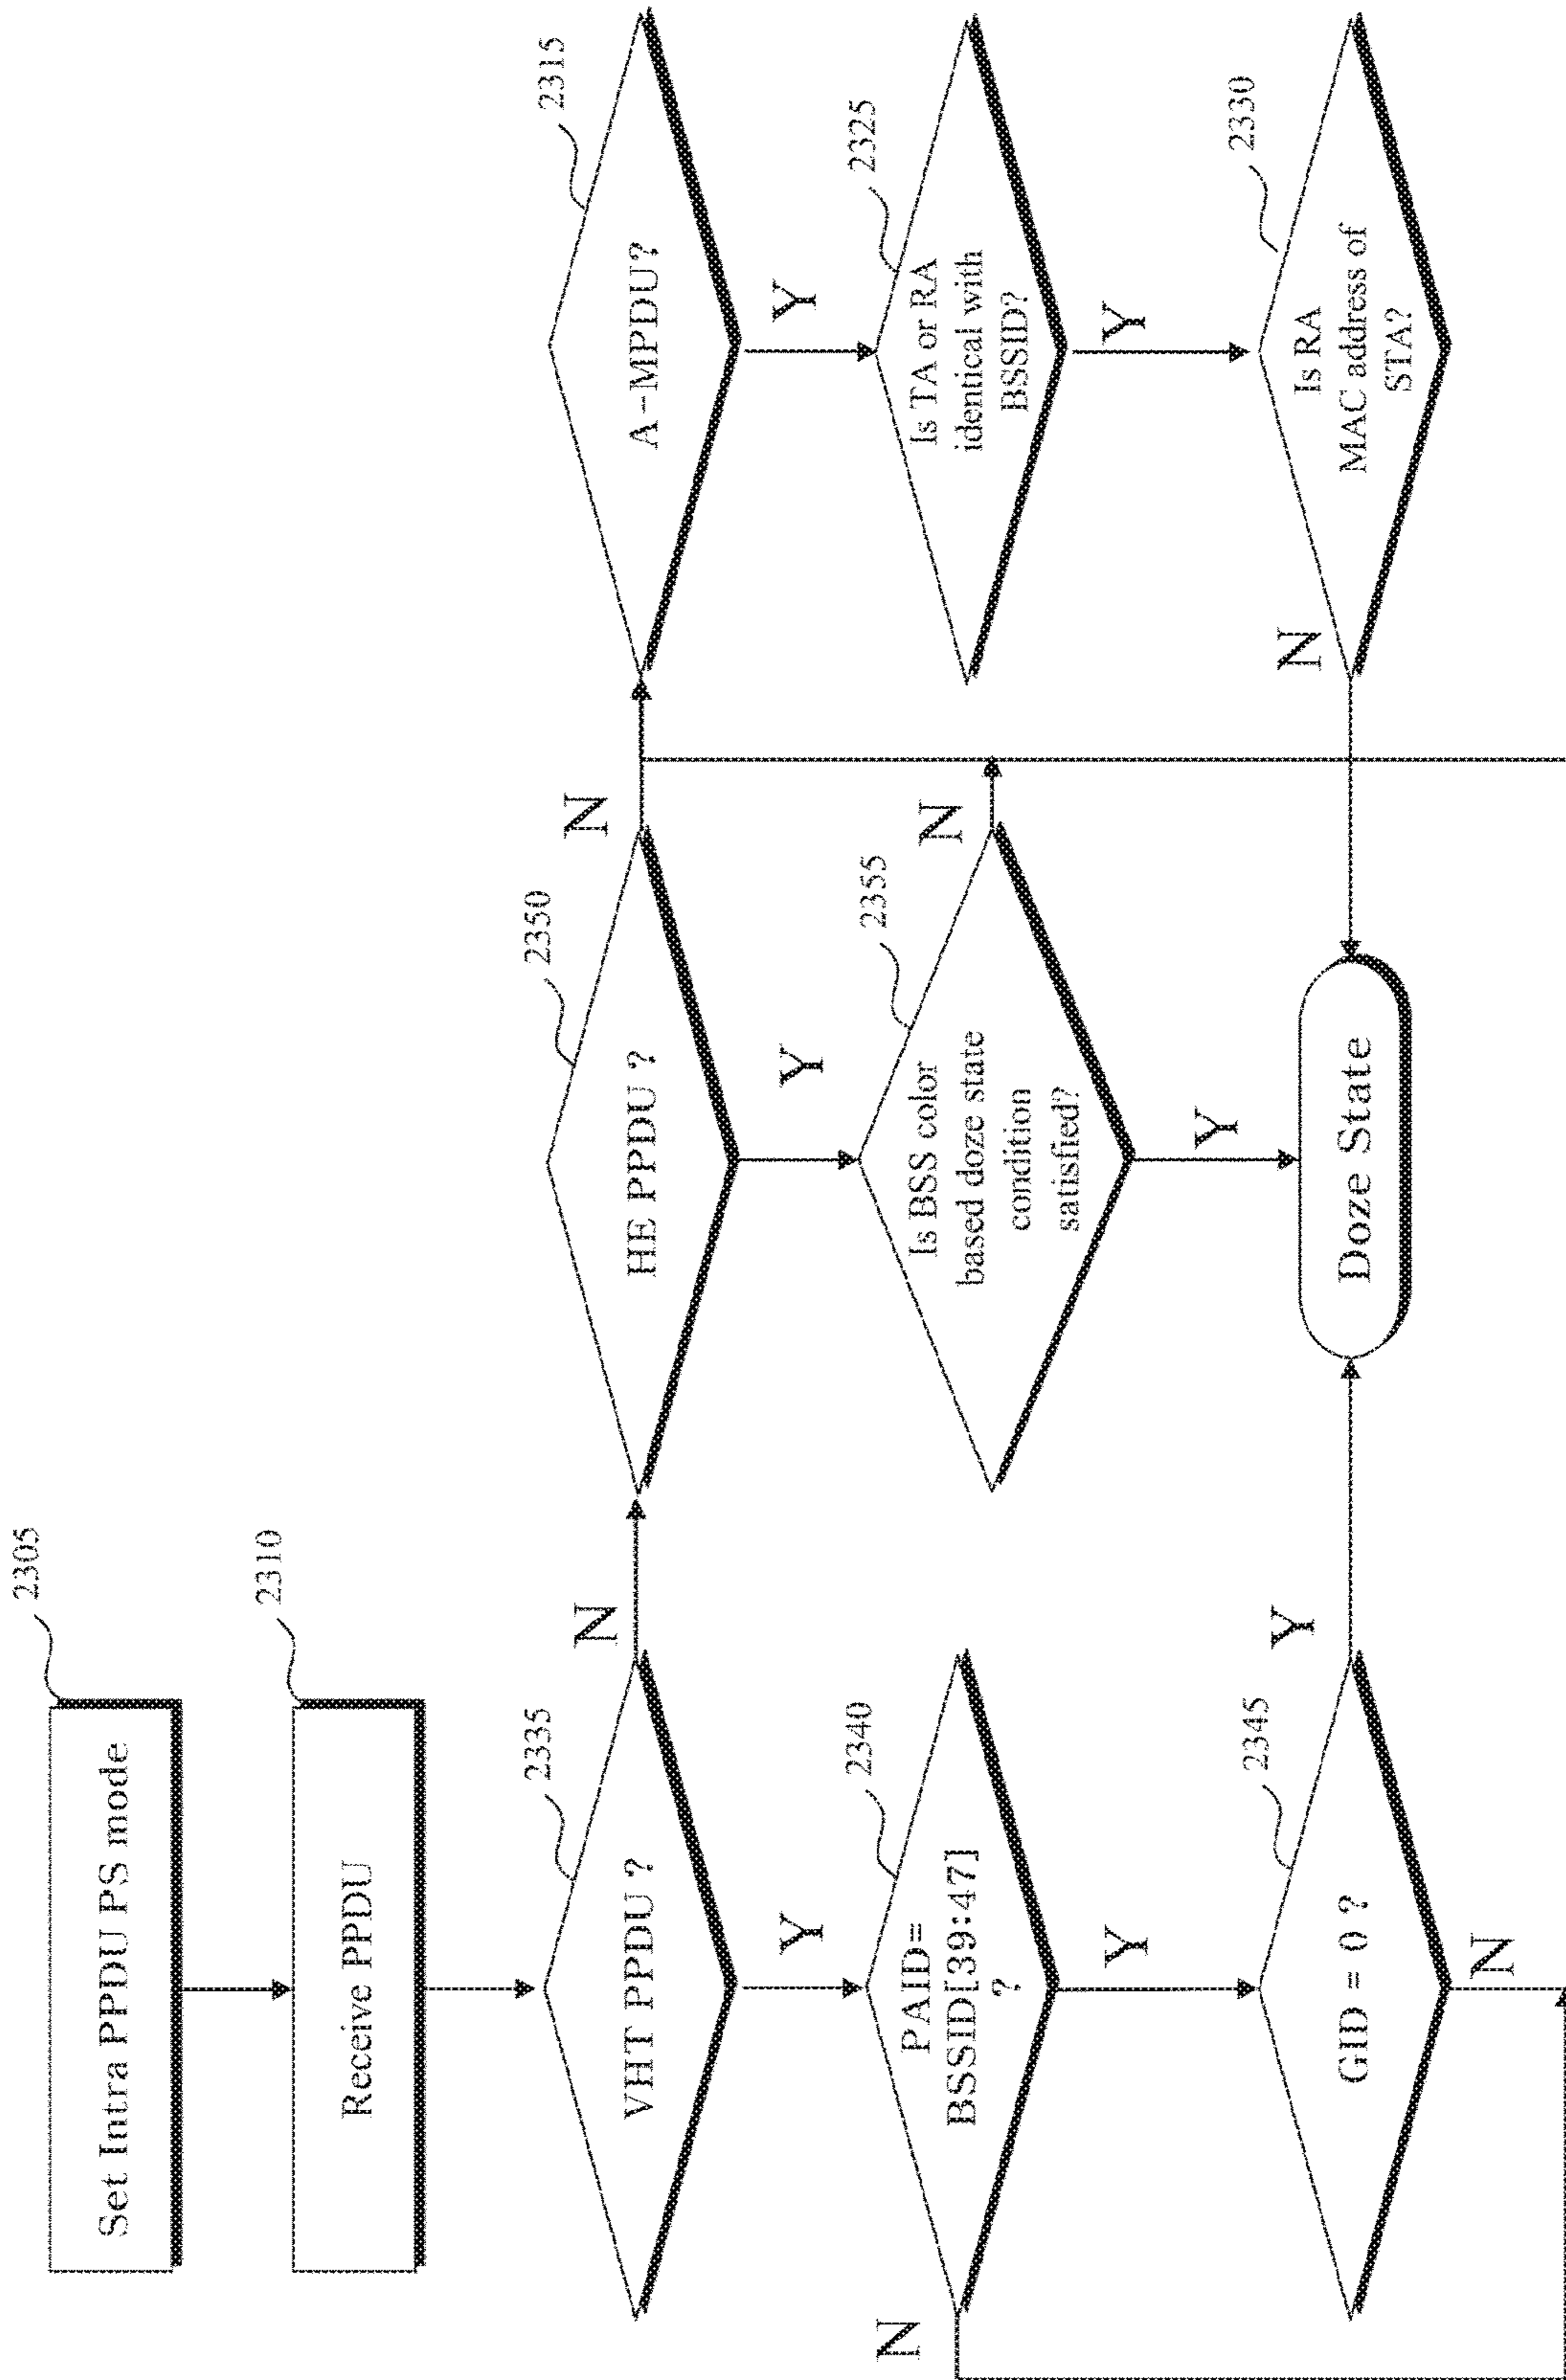 2305
Set Intra PPDU PS mode
2310
Receive PPDU
2335
VHT PPDU ?
N
2350
HE PPDU ?
N
2315
A-MPDU?
Y
Y
Y
2340
PAID=
BSSID[39:47]
?
N
Y
2355
Is BSS color
based doze state
condition
satisfied?
N
Y
2325
Is TA or RA
identical with
BSSID?
Y
2345
GID = 0 ?
Y
N
Doze State
2330
Is RA
MAC address of
STA?
N